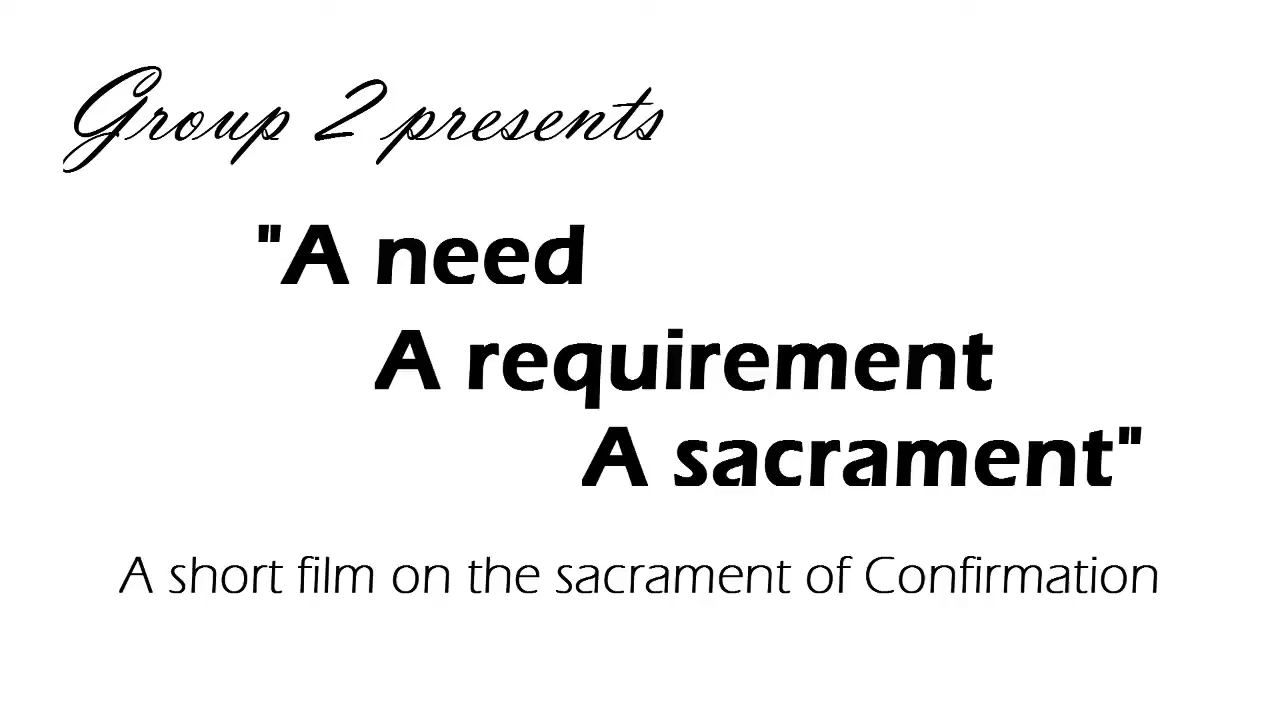 Group 2 presents
"A need
A requirement
A sacrament"
A short film on the sacrament of Confirmation